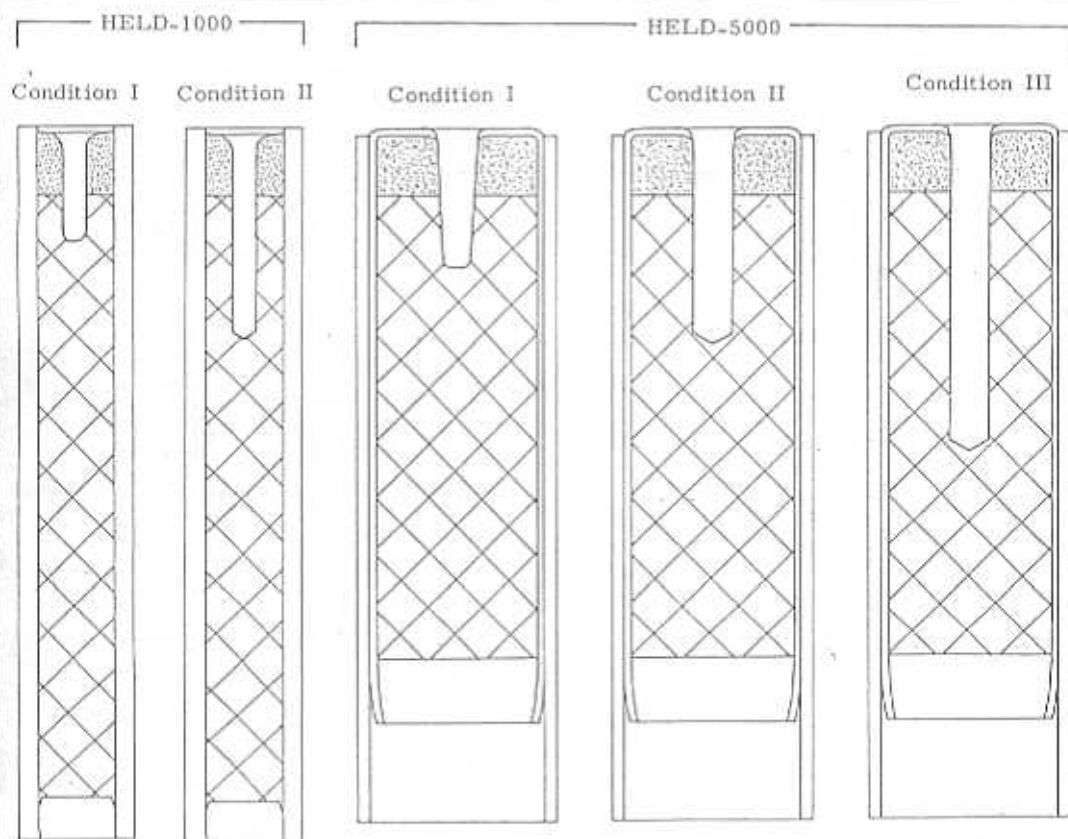 HELD-1000
HELD-5000
Condition I
Condition II
Condition I
Condition II
Condition III